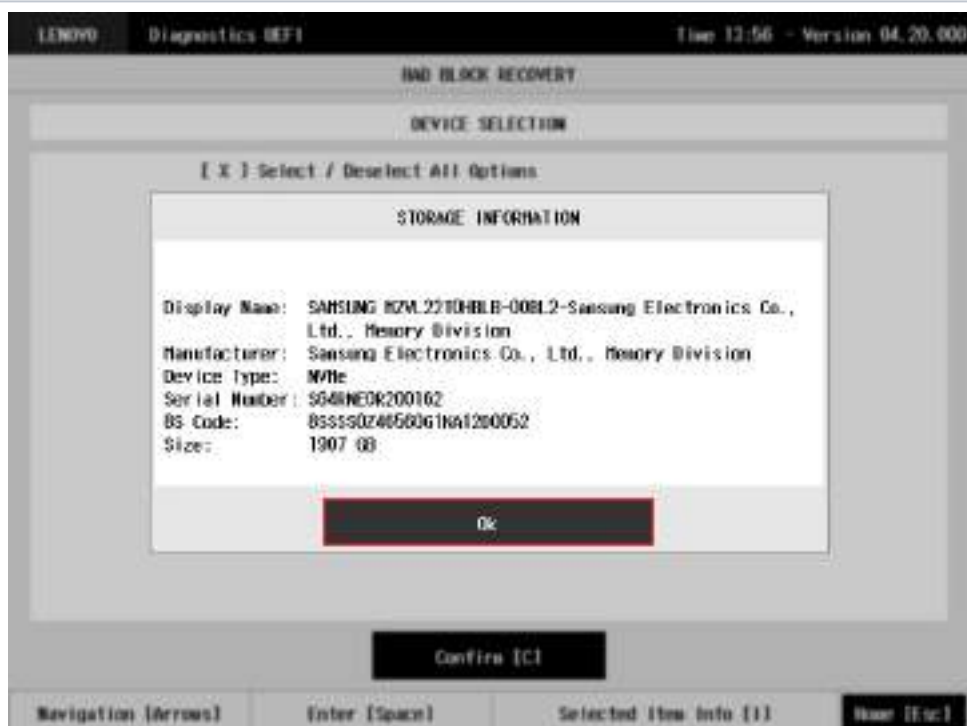 LENOVO Diagnostics UEFI Time 13:56 - Version 04.20.000
BAD BLOCK RECOVERY
DEVICE SELECTION
[ X ] Select / Deselect All Options
STORAGE INFORMATION
Display Name: SAMSUNG Electronics Co.,
Ltd., Memory Division
Manufacturer: Samsung Electronics Co., Ltd., Memory Division
Device Type: NVMe
Serial Number:
BS Code:
Size: 1907 GB
Ok
Confirm [C]
Navigation [Arrows] Enter [Space] Selected Item Info [I] Home [Esc]